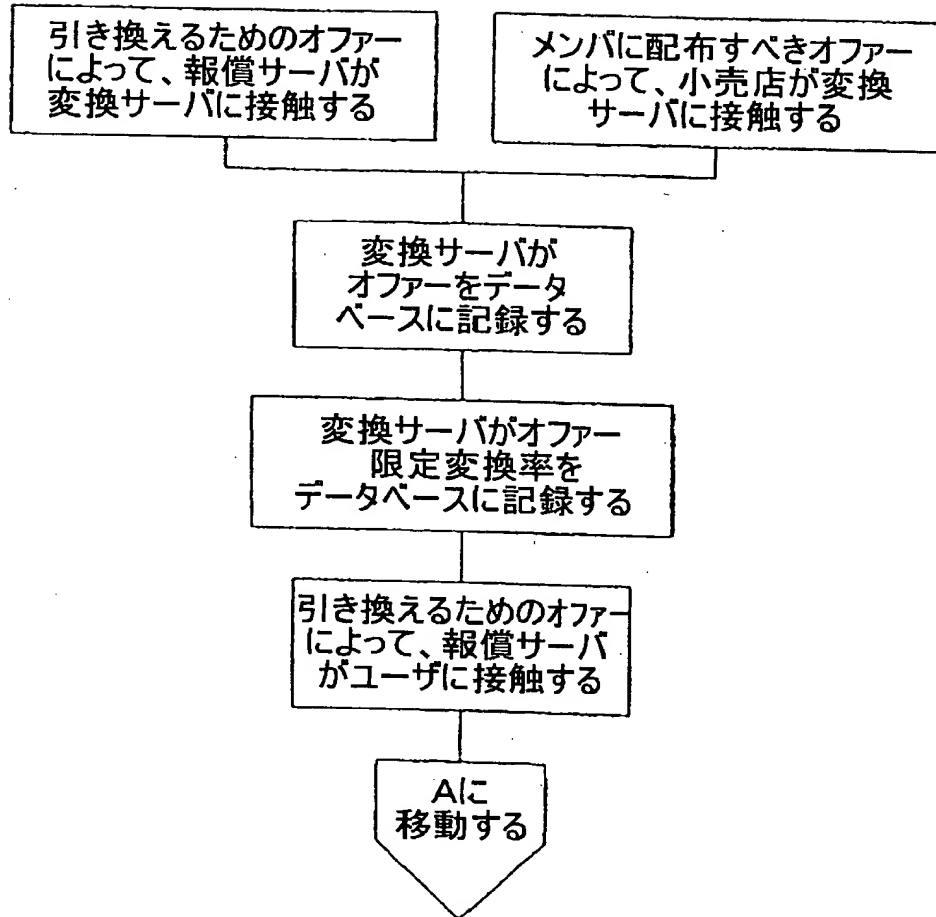 引き換えるためのオファー
によって、報償サーバが
変換サーバに接触する
メンバに配布すべきオファー
によって、小売店が変換
サーバに接触する
変換サーバが
オファーをデータ
ベースに記録する
変換サーバがオファー
限定変換率を
データベースに記録する
引き換えるためのオファー
によって、報償サーバ
がユーザに接触する
Aに
移動する